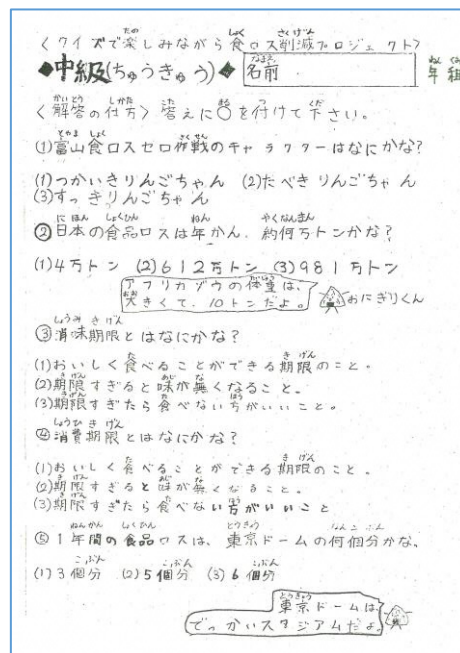 〈クイズで楽しみながら食ロス削減プロジェクト〉
◆中級(ちゅうきゅう)◆ 名前 年 組
〈解答の仕方〉答えに○を付けて下さい。
(1)富山食ロスゼロ作戦のキャラクターはなにかな?
(1)つかいきりんごちゃん (2)たべきりんごちゃん
(3)すっきりんごちゃん
②日本の食品ロスは年かん、約何万トンかな?
(1)4万トン (2)612万トン (3)981万トン
アフリカゾウの体重は、
大きくて、10トンだよ。 おにぎりくん
③消味期限とはなにかな?
(1)おいしく食べることができる期限のこと。
(2)期限すぎると味が無くなること。
(3)期限すぎたら食べない方がいいこと。
④消費期限とはなにかな?
(1)おいしく食べることができる期限のこと。
(2)期限すぎると味が無くなること。
(3)期限すぎたら食べない方がいいこと
⑤1年間の食品ロスは、東京ドームの何個分かな。
(1)3個分 (2)5個分 (3)6個分
東京ドームは、
でっかいスタジアムだよ。